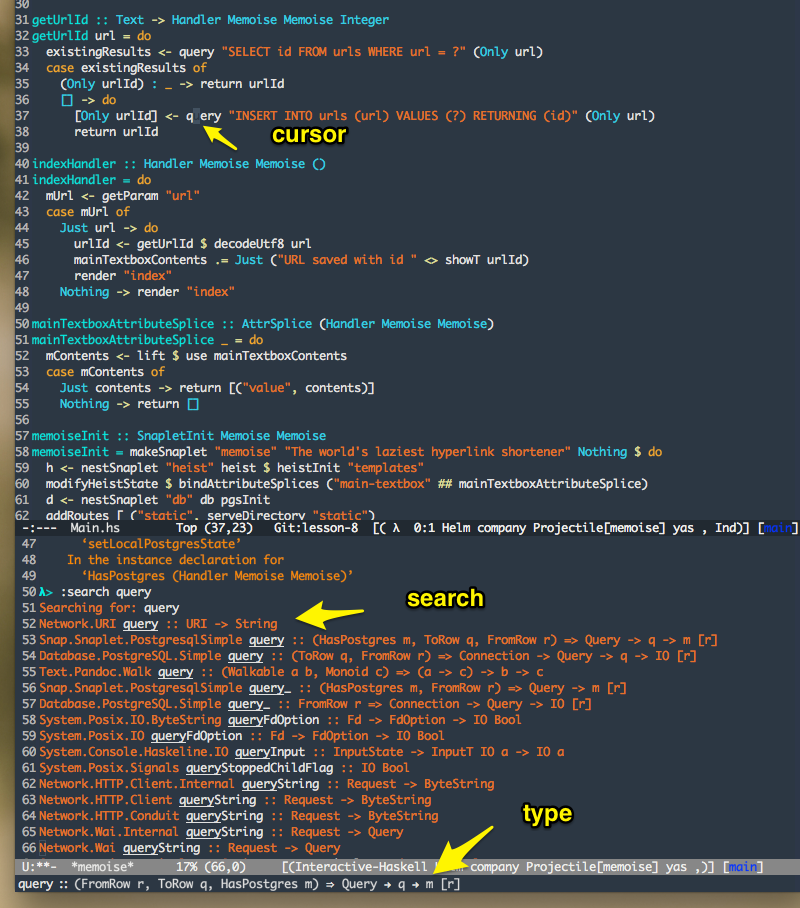 30
31 getUrlId :: Text -> Handler Memoise Memoise Integer
32 getUrlId url = do
33   existingResults <- query "SELECT id FROM urls WHERE url = ?" (Only url)
34   case existingResults of
35     (Only urlId) : _ -> return urlId
36     [] -> do
37       [Only urlId] <- query "INSERT INTO urls (url) VALUES (?) RETURNING (id)" (Only url)
38       return urlId
cursor
39
40 indexHandler :: Handler Memoise Memoise ()
41 indexHandler = do
42   mUrl <- getParam "url"
43   case mUrl of
44     Just url -> do
45       urlId <- getUrlId $ decodeUtf8 url
46       mainTextboxContents .= Just ("URL saved with id " <> showT urlId)
47       render "index"
48     Nothing -> render "index"
49
50 mainTextboxAttributeSplice :: AttrSplice (Handler Memoise Memoise)
51 mainTextboxAttributeSplice _ = do
52   mContents <- lift $ use mainTextboxContents
53   case mContents of
54     Just contents -> return [("value", contents)]
55     Nothing -> return []
56
57 memoiseInit :: SnapletInit Memoise Memoise
58 memoiseInit = makeSnaplet "memoise" "The world's laziest hyperlink shortener" Nothing $ do
59   h <- nestSnaplet "heist" heist $ heistInit "templates"
60   modifyHeistState $ bindAttributeSplices ("main-textbox" ## mainTextboxAttributeSplice)
61   d <- nestSnaplet "db" db pgsInit
62   addRoutes [ ("static", serveDirectory "static")
-:--- Main.hs Top (37,23) Git:lesson-8 [( λ 0:1 Helm company Projectile[memoise] yas , Ind)] [main]
47       ‘setLocalPostgresState’
48     In the instance declaration for
49       ‘HasPostgres (Handler Memoise Memoise)’
50 λ> :search query
51 Searching for: query
search
52 Network.URI query :: URI -> String
53 Snap.Snaplet.PostgresqlSimple query :: (HasPostgres m, ToRow q, FromRow r) => Query -> q -> m [r]
54 Database.PostgreSQL.Simple query :: (ToRow q, FromRow r) => Connection -> Query -> q -> IO [r]
55 Text.Pandoc.Walk query :: (Walkable a b, Monoid c) => (a -> c) -> b -> c
56 Snap.Snaplet.PostgresqlSimple query_ :: (HasPostgres m, FromRow r) => Query -> m [r]
57 Database.PostgreSQL.Simple query_ :: FromRow r => Connection -> Query -> IO [r]
58 System.Posix.IO.ByteString queryFdOption :: Fd -> FdOption -> IO Bool
59 System.Posix.IO queryFdOption :: Fd -> FdOption -> IO Bool
60 System.Console.Haskeline.IO queryInput :: InputState -> InputT IO a -> IO a
61 System.Posix.Signals queryStoppedChildFlag :: IO Bool
62 Network.HTTP.Client.Internal queryString :: Request -> ByteString
63 Network.HTTP.Client queryString :: Request -> ByteString
64 Network.HTTP.Conduit queryString :: Request -> ByteString
type
65 Network.Wai.Internal queryString :: Request -> Query
66 Network.Wai queryString :: Request -> Query
U:**- *memoise* 17% (66,0) [(Interactive-Haskell company Projectile[memoise] yas ,)] [main]
query :: (FromRow r, ToRow q, HasPostgres m) ⇒ Query → q → m [r]